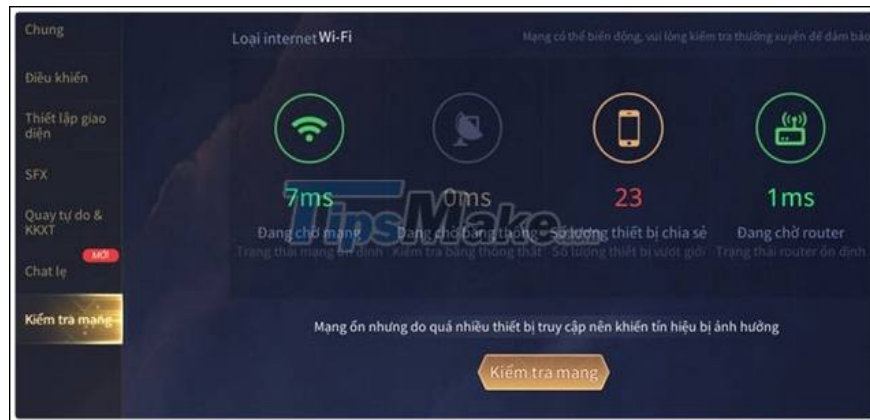 Chung
Điều khiển
Thiết lập giao
diện
SFX
Quay tự do &
KKXT
MỚI
Chat lẹ
Kiểm tra mạng
Loại internet Wi-Fi
Mạng có thể biến động, vui lòng kiểm tra thường xuyên để đảm bảo
7ms
0ms
23
1ms
TipsMake.com
Đang chờ mạng
Đang chờ băng thông
Số lượng thiết bị chia sẻ
Đang chờ router
Trạng thái mạng ổn định
Kiểm tra băng thông thất
Số lượng thiết bị vượt giới
Trạng thái router ổn định
Mạng ổn nhưng do quá nhiều thiết bị truy cập nên khiến tín hiệu bị ảnh hưởng
Kiểm tra mạng